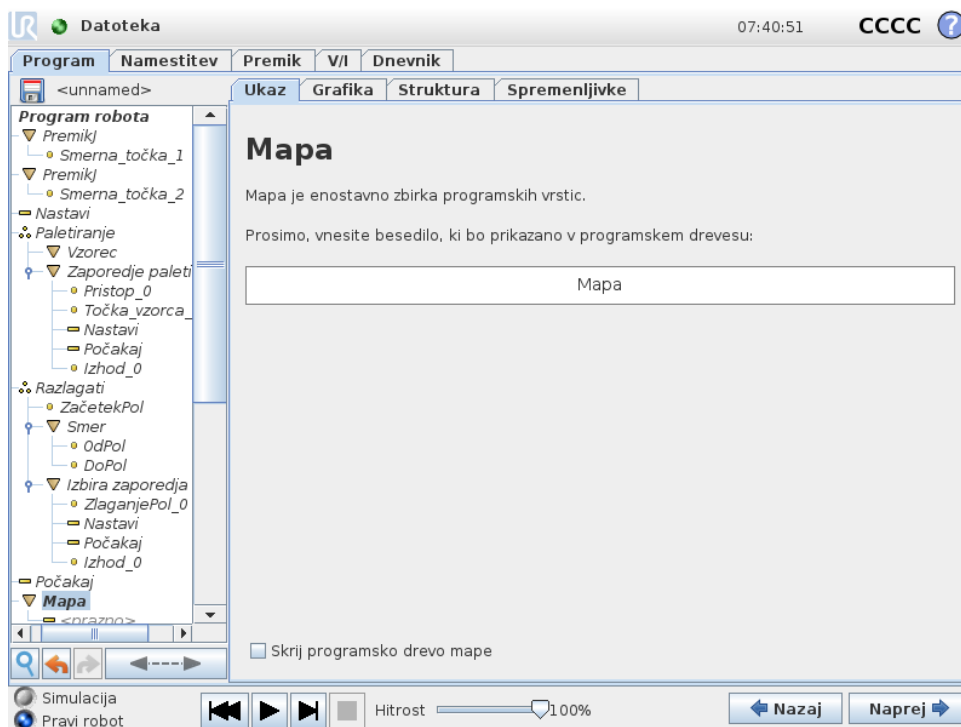 UR Datoteka 07:40:51 CCCC ?
Program Namestitev Premik V/I Dnevnik
<unnamed>
Ukaz Grafika Struktura Spremenljivke
Program robota
PremikJ
Smerna_točka_1
PremikJ
Smerna_točka_2
Nastavi
Paletiranje
Vzorec
Zaporedje paleti
Pristop_0
Točka_vzorca_
Nastavi
Počakaj
Izhod_0
Razlagati
ZačetekPol
Smer
OdPol
DoPol
Izbira zaporedja
ZlaganjePol_0
Nastavi
Počakaj
Izhod_0
Počakaj
Mapa
<prazno>
Mapa
Mapa je enostavno zbirka programskih vrstic.
Prosimo, vnesite besedilo, ki bo prikazano v programskem drevesu:
Mapa
Skrij programsko drevo mape
Simulacija
Pravi robot
Hitrost 100%
Nazaj Naprej